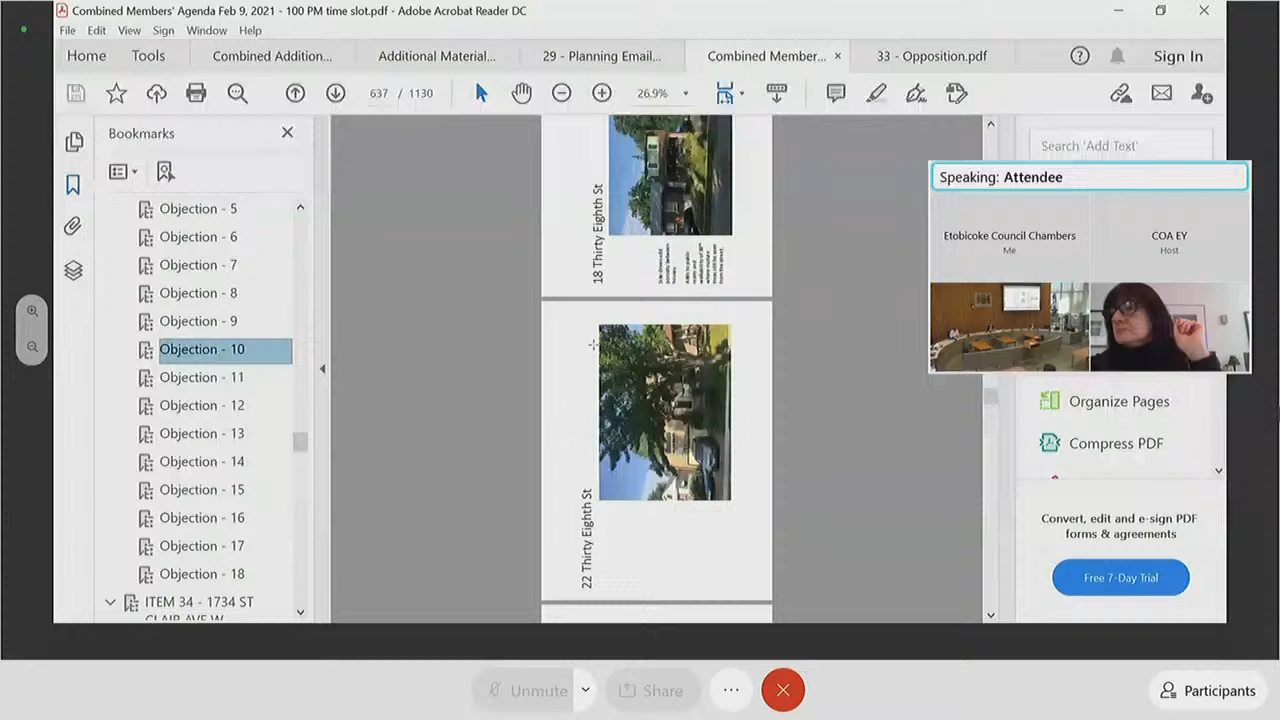 Combined Members' Agenda Feb 9, 2021 - 100 PM time slot.pdf - Adobe Acrobat Reader DC
File Edit View Sign Window Help
Home Tools Combined Addition... Additional Material... 29 - Planning Email... Combined Member... × 33 - Opposition.pdf Sign In
637 / 1130 26.9%
Bookmarks
Search 'Add Text'
Objection - 5
Objection - 6
Objection - 7
Objection - 8
Objection - 9
Objection - 10
Objection - 11
Objection - 12
Objection - 13
Objection - 14
Objection - 15
Objection - 16
Objection - 17
Objection - 18
ITEM 34 - 1734 ST
CLAIR AVE W
18 Thirty Eighth St
22 Thirty Eighth St
Speaking: Attendee
Etobicoke Council Chambers
Me
COA EY
Host
Organize Pages
Compress PDF
Convert, edit and e-sign PDF
forms & agreements
Free 7-Day Trial
Unmute Share ... Participants